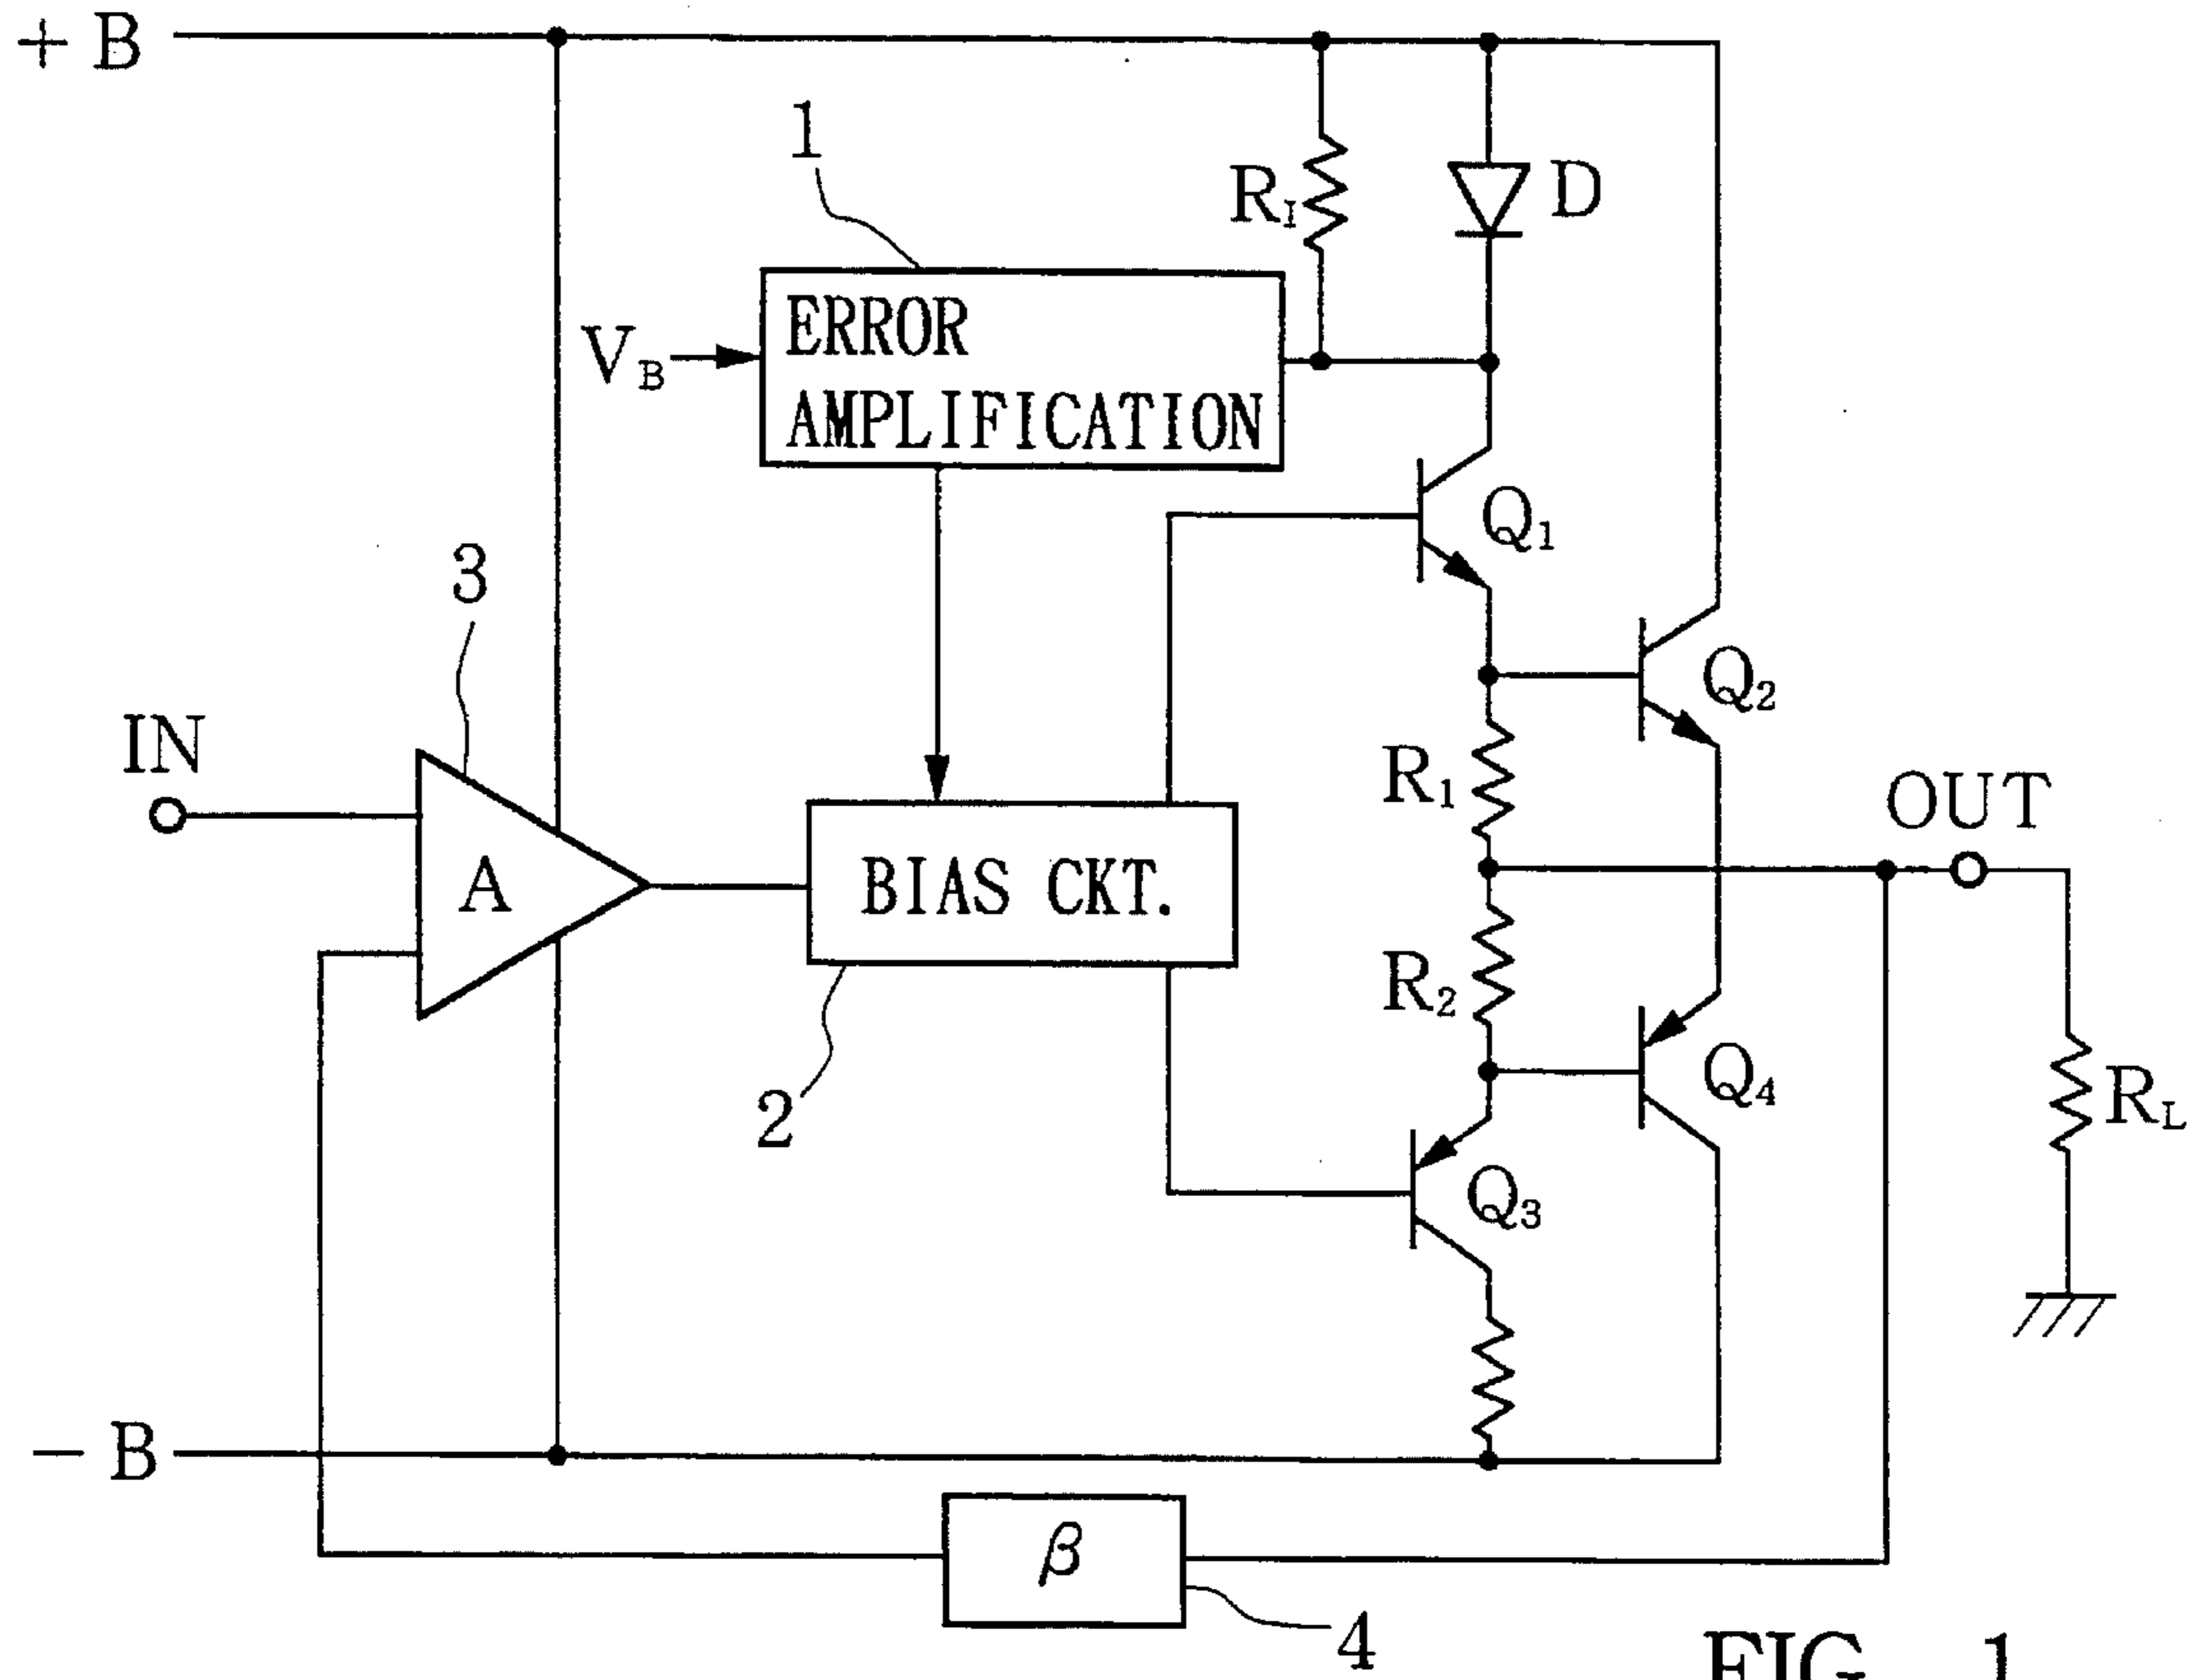 + B
1
R_I
D
ERROR
AMPLIFICATION
V_B
Q_1
3
Q_2
IN
R_1
OUT
A
BIAS CKT.
R_2
Q_4
R_L
2
Q_3
- B
β
4
FIG. 1